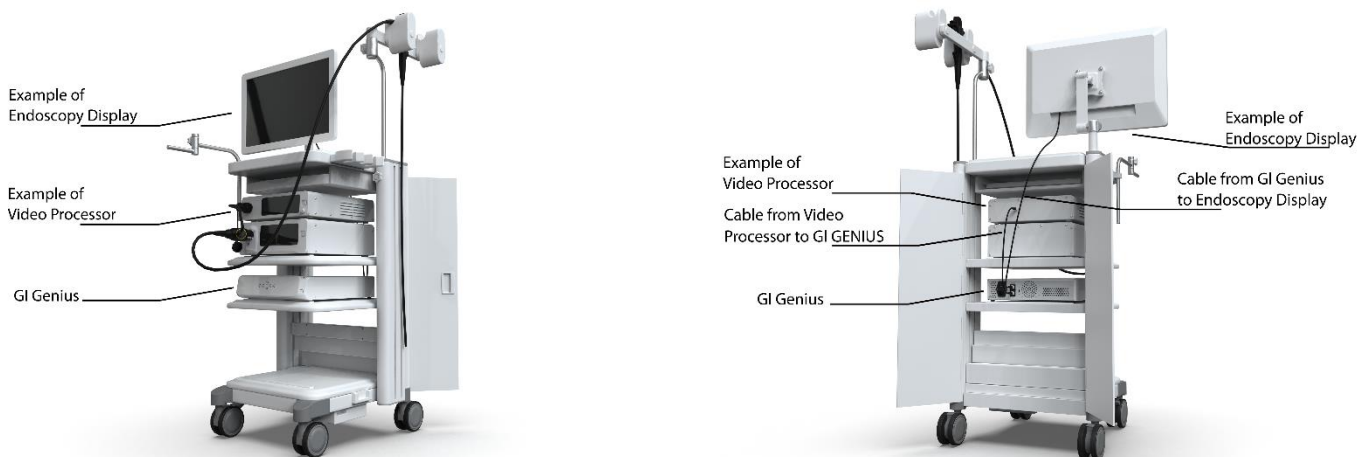 Example of
Endoscopy Display
Example of
Video Processor
GI Genius
Example of
Endoscopy Display
Example of
Video Processor
Cable from GI Genius
to Endoscopy Display
Cable from Video
Processor to GI GENIUS
GI Genius